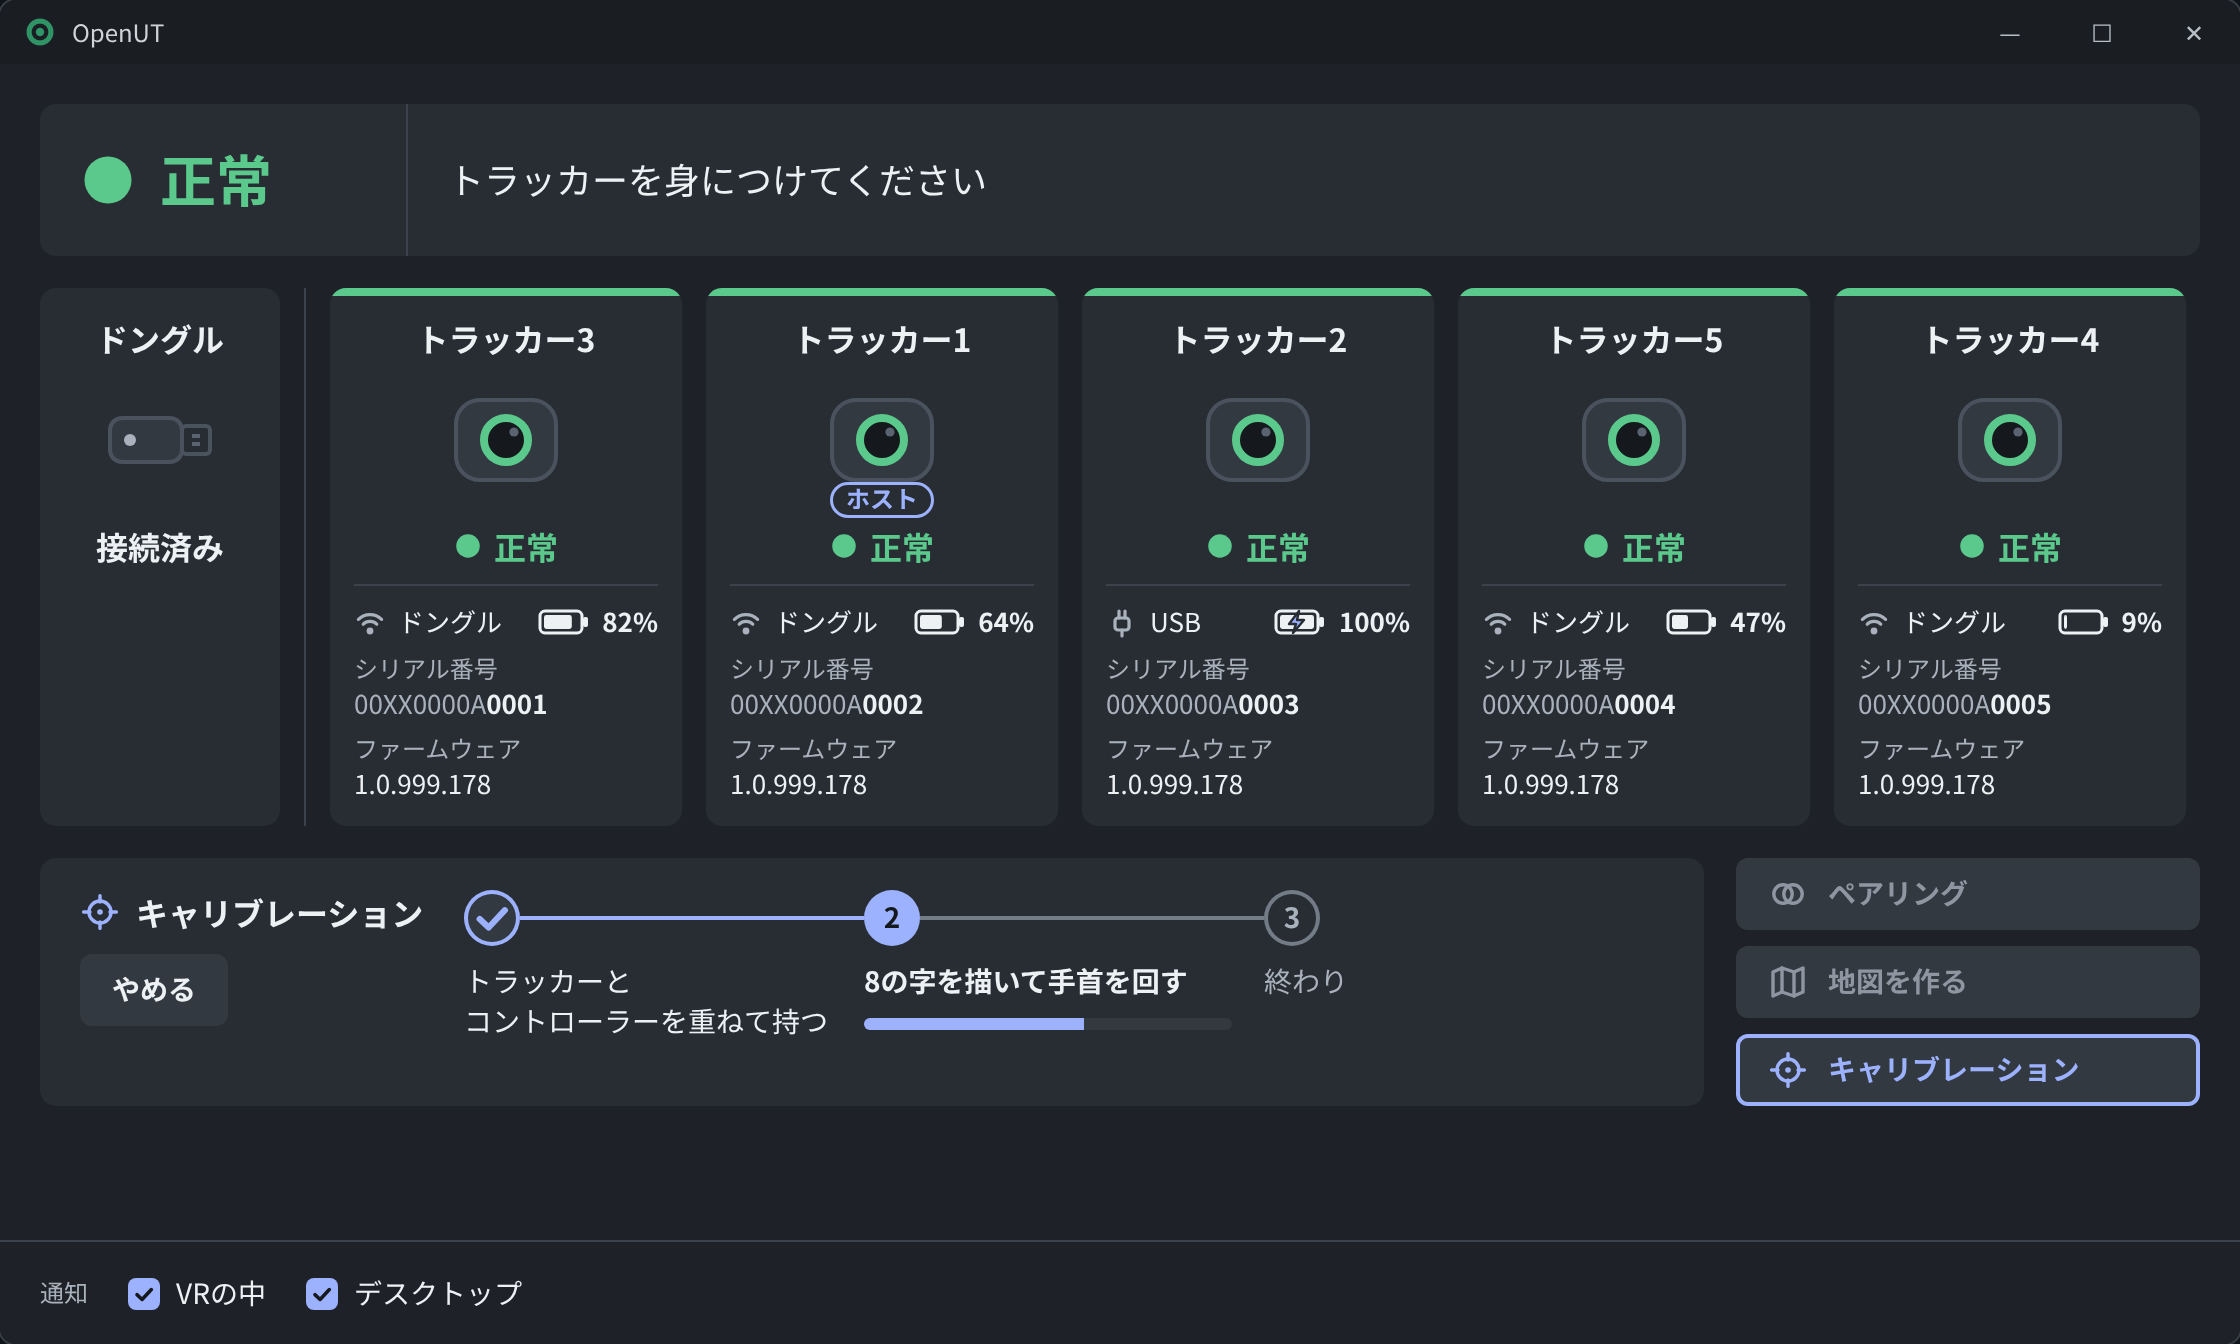 OpenUT
正常
トラッカーを身につけてください
ドングル
接続済み
トラッカー3
正常
ドングル 82%
シリアル番号
00XX0000A0001
ファームウェア
1.0.999.178
トラッカー1
ホスト
正常
ドングル 64%
シリアル番号
00XX0000A0002
ファームウェア
1.0.999.178
トラッカー2
正常
USB 100%
シリアル番号
00XX0000A0003
ファームウェア
1.0.999.178
トラッカー5
正常
ドングル 47%
シリアル番号
00XX0000A0004
ファームウェア
1.0.999.178
トラッカー4
正常
ドングル 9%
シリアル番号
00XX0000A0005
ファームウェア
1.0.999.178
キャリブレーション
やめる
トラッカーと
コントローラーを重ねて持つ
2
8の字を描いて手首を回す
3
終わり
ペアリング
地図を作る
キャリブレーション
通知 VRの中 デスクトップ